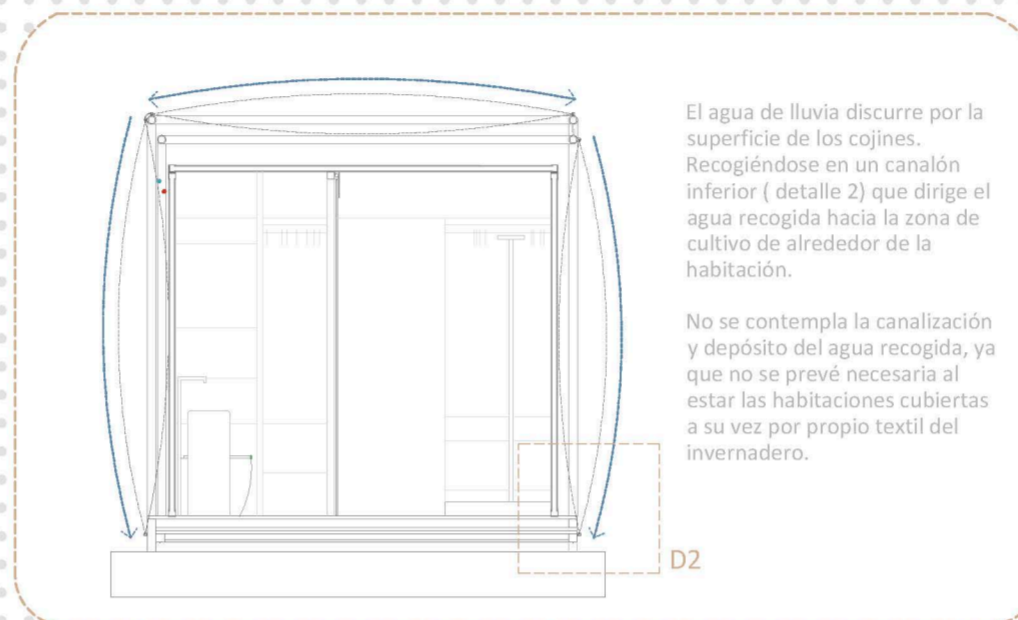 El agua de lluvia discurre por la
superficie de los cojines.
Recogiéndose en un canalón
inferior ( detalle 2) que dirige el
agua recogida hacia la zona de
cultivo de alrededor de la
habitación.
No se contempla la canalización
y depósito del agua recogida, ya
que no se prevé necesaria al
estar las habitaciones cubiertas
a su vez por propio textil del
invernadero.
D2